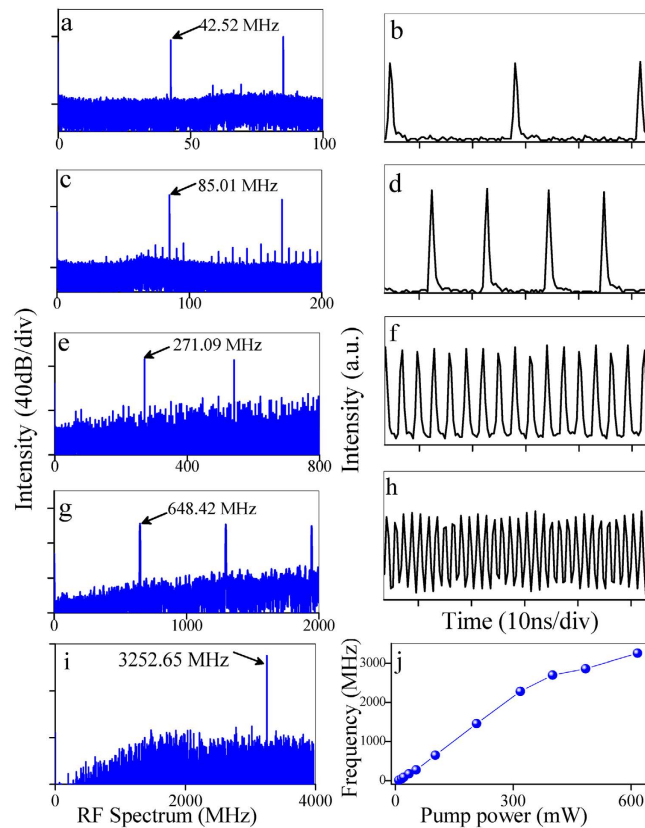 a
42.52 MHz
0
50
100
b
c
85.01 MHz
0
100
200
d
e
271.09 MHz
0
400
800
f
g
648.42 MHz
0
1000
2000
h
Intensity (40dB/div)
Intensity (a.u.)
Time (10ns/div)
i
3252.65 MHz
0
2000
4000
RF Spectrum (MHz)
j
3000
2000
1000
0
Frequency (MHz)
0
300
600
Pump power (mW)